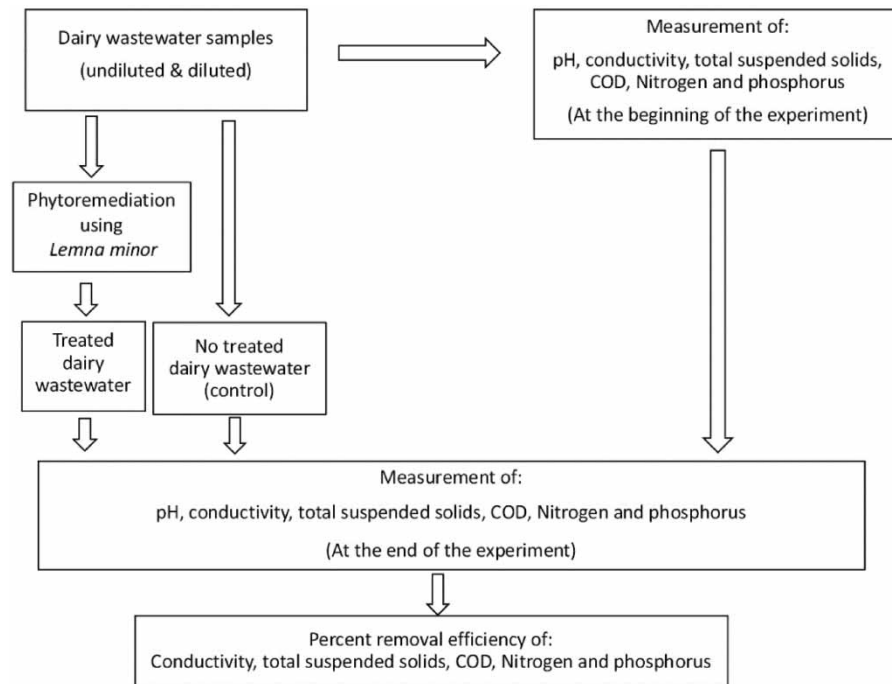 Dairy wastewater samples
(undiluted & diluted)
Measurement of:
pH, conductivity, total suspended solids,
COD, Nitrogen and phosphorus
(At the beginning of the experiment)
Phytoremediation
using
Lemna minor
Treated
dairy
wastewater
No treated
dairy wastewater
(control)
Measurement of:
pH, conductivity, total suspended solids, COD, Nitrogen and phosphorus
(At the end of the experiment)
Percent removal efficiency of:
Conductivity, total suspended solids, COD, Nitrogen and phosphorus